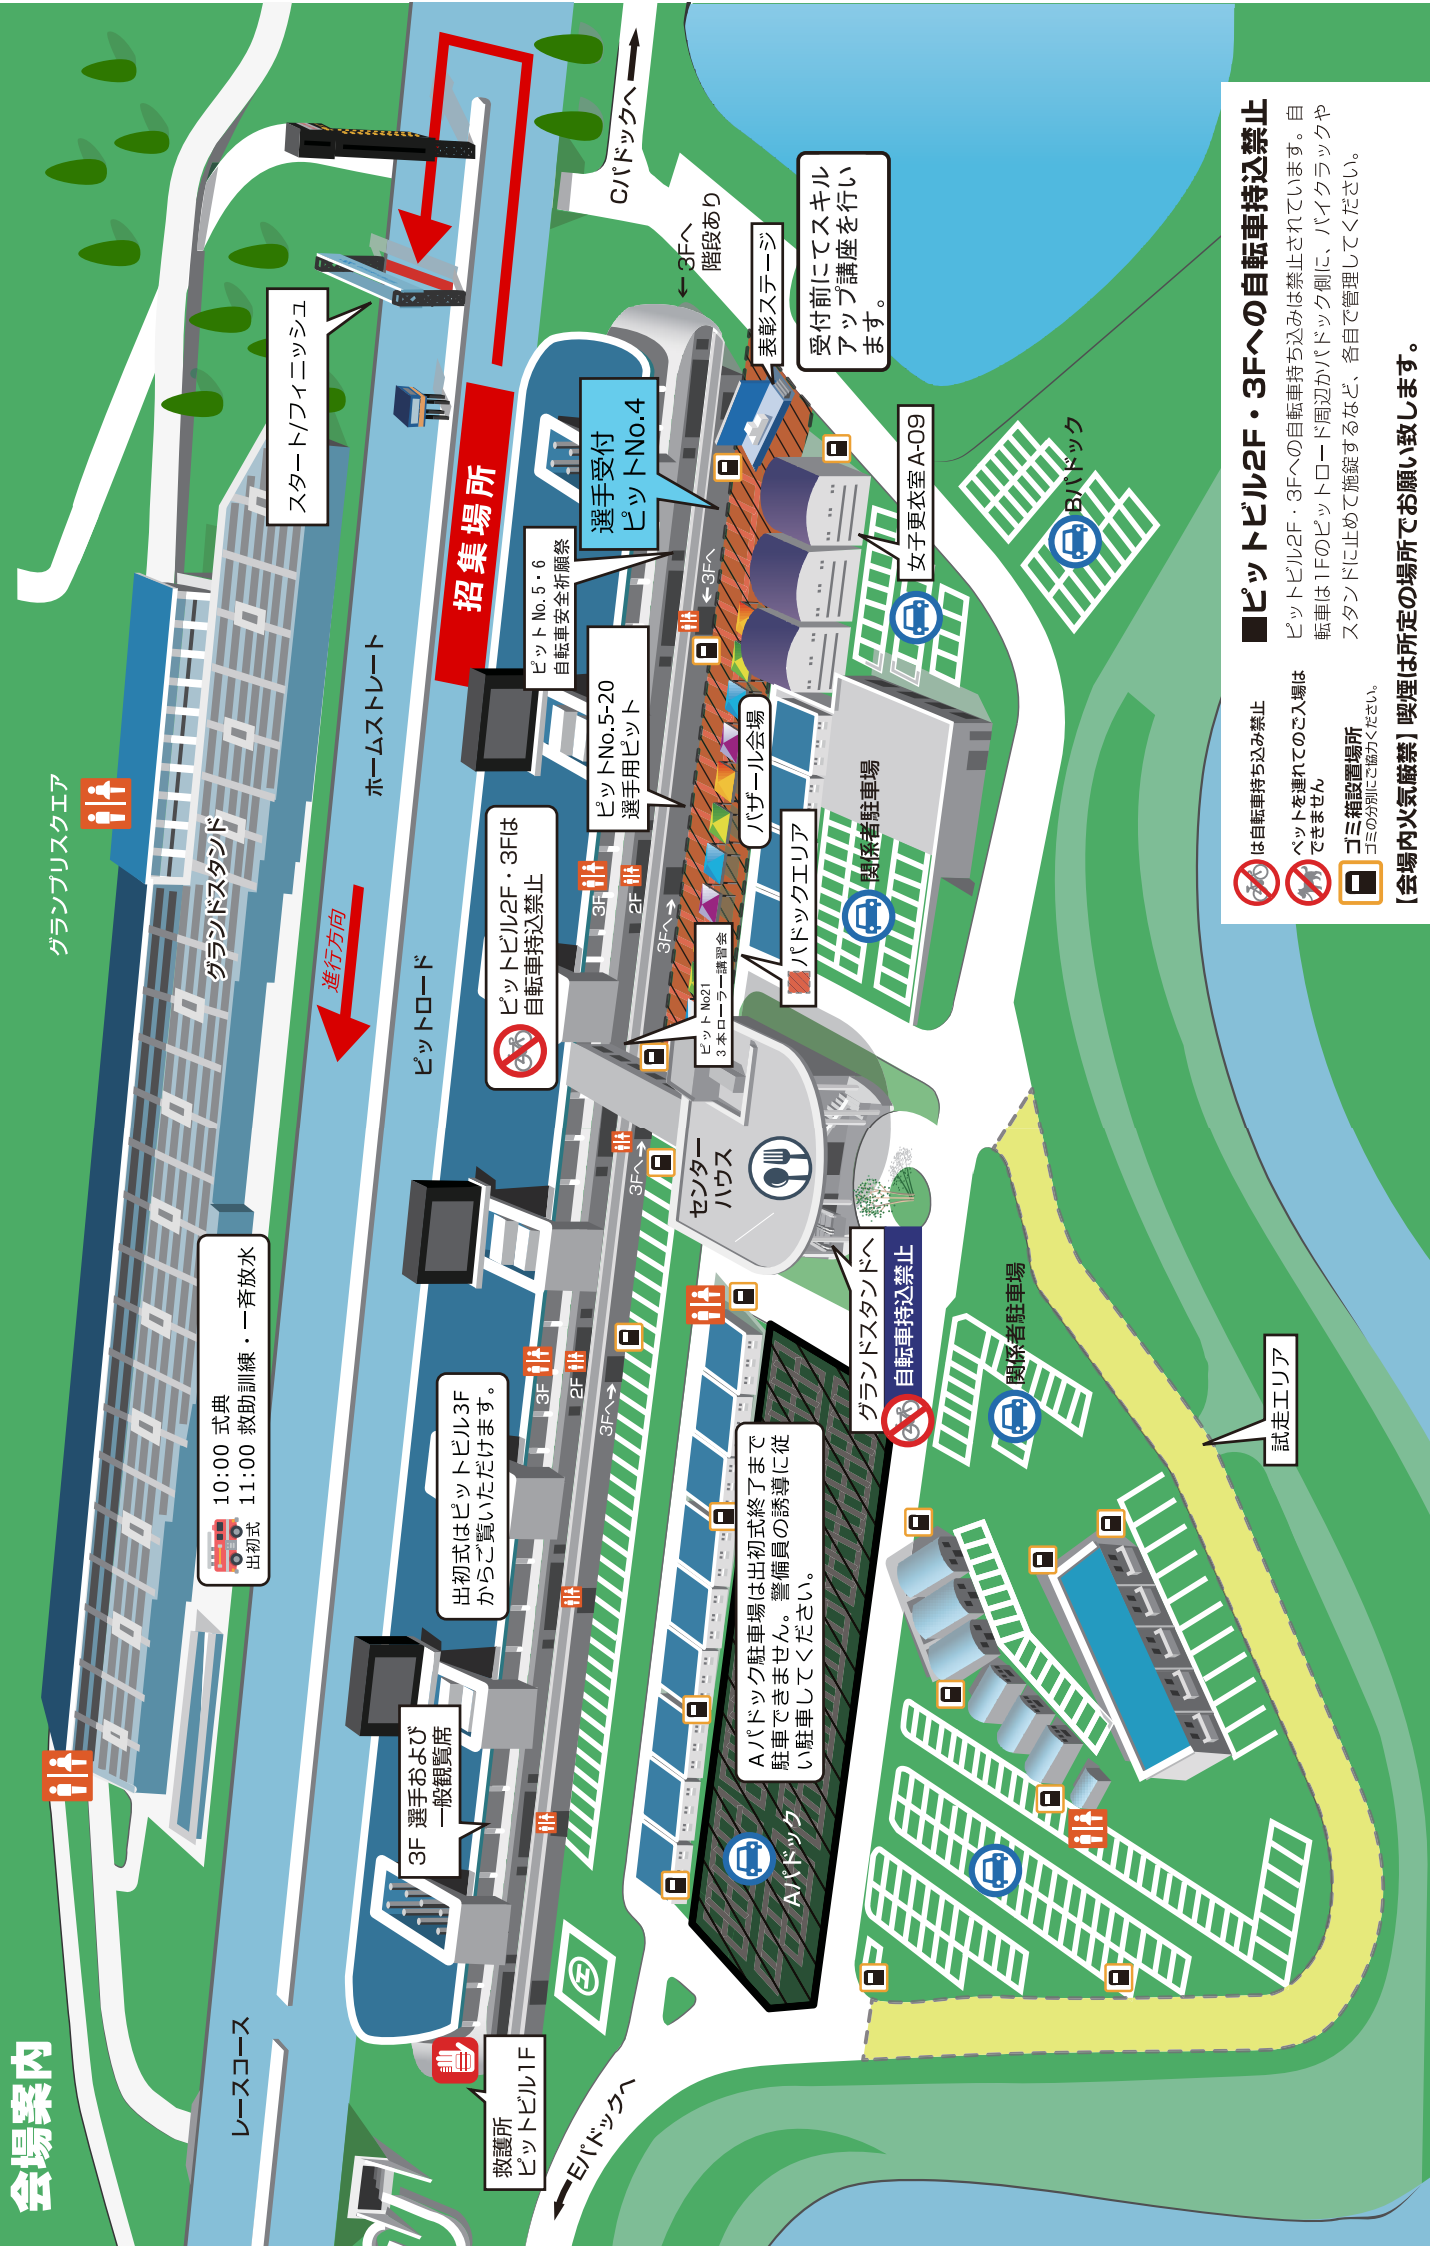 会場案内
グランプリスクエア
グランドスタンド
出初式
10:00 式典
11:00 救助訓練・一斉放水
スタート/フィニッシュ
進行方向
ホームストレート
レースコース
ピットロード
招集場所
Cパドックへ
←3Fへ
階段あり
選手受付
ピットNo.4
ピット No.5・6
自転車安全祈願祭
ピットNo.5-20
選手用ピット
ピットビル2F・3Fは
自転車持込禁止
出初式はピットビル3F
からご覧いただけます。
3F 選手および
一般観覧席
救護所
ピットビル1F
Eパドックへ
表彰ステージ
受付前にてスキル
アップ講座を行い
ます。
女子更衣室 A-09
←3Fへ
3F
2F
3Fへ→
バザール会場
パドックエリア
ピット No21
3本ローラー講習会
3Fへ→
センター
ハウス
3F
2F
3Fへ→
グランドスタンドへ
自転車持込禁止
Aパドック駐車場は出初式終了まで
駐車できません。警備員の誘導に従
い駐車してください。
Aパドック
Bパドック
関係者駐車場
関係者駐車場
試走エリア
■ピットビル2F・3Fへの自転車持込禁止
ピットビル2F・3Fへの自転車持ち込みは禁止されています。自
転車は1Fのピットロード周辺かパドック側に、バイクラックや
スタンドに止めて施錠するなど、各自で管理してください。
は自転車持ち込み禁止
ペットを連れてのご入場は
できません
ゴミ箱設置場所
ゴミの分別にご協力ください。
【会場内火気厳禁】喫煙は所定の場所でお願い致します。